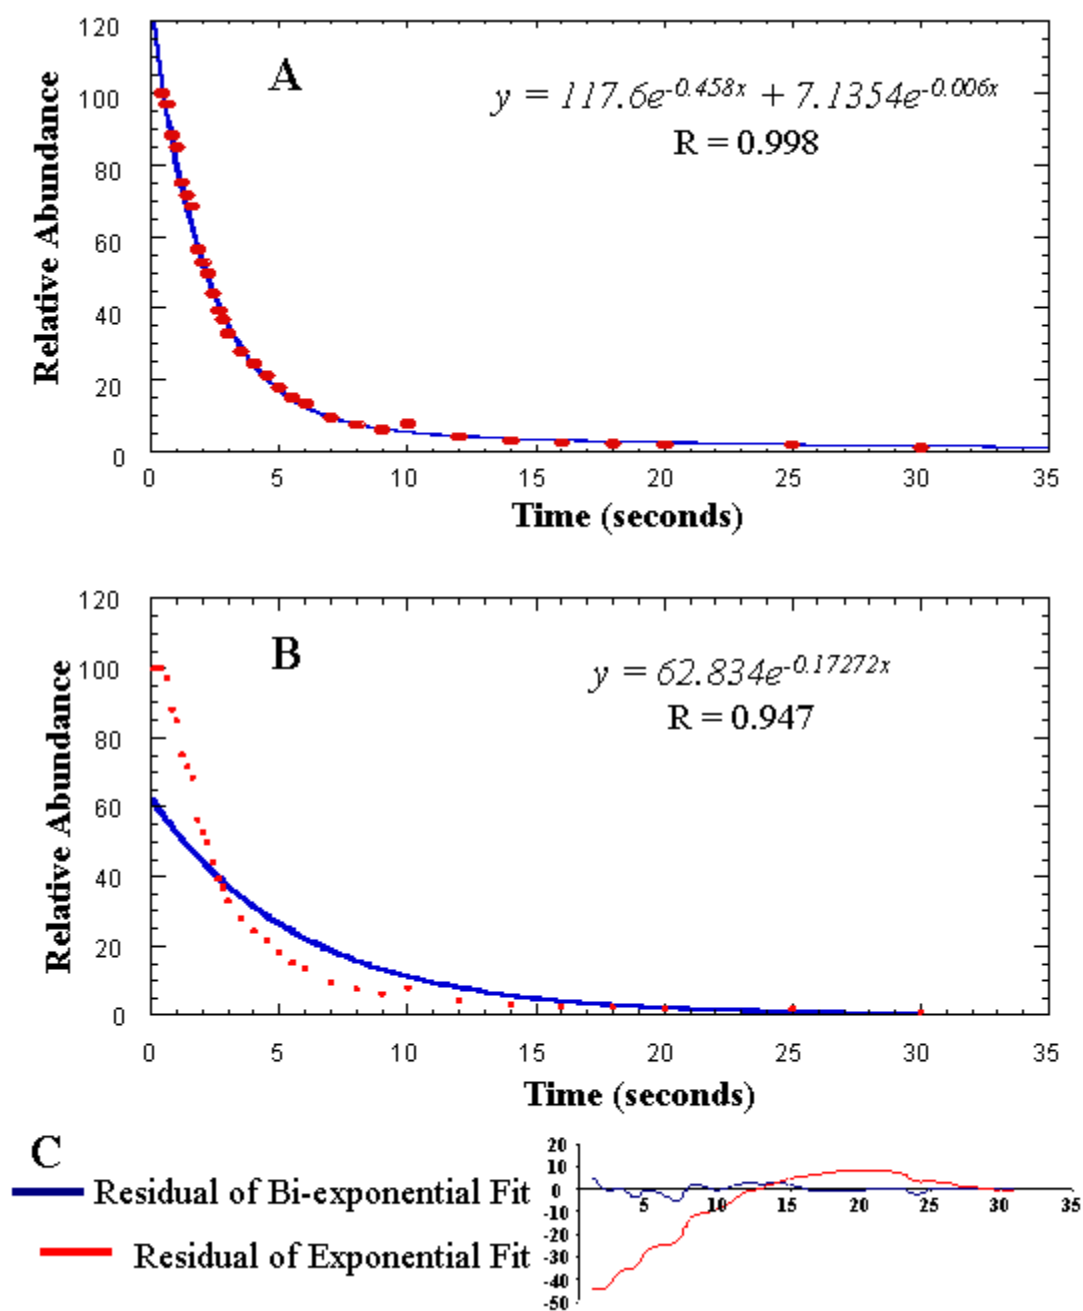 120
100
80
60
40
20
0
Relative Abundance
A
y = 117.6e^-0.458x + 7.1354e^-0.006x
R = 0.998
0 5 10 15 20 25 30 35
Time (seconds)
120
100
80
60
40
20
0
Relative Abundance
B
y = 62.834e^-0.17272x
R = 0.947
0 5 10 15 20 25 30 35
Time (seconds)
C
Residual of Bi-exponential Fit
Residual of Exponential Fit
20
10
0
-10
-20
-30
-40
-50
5 10 15 20 25 30 35